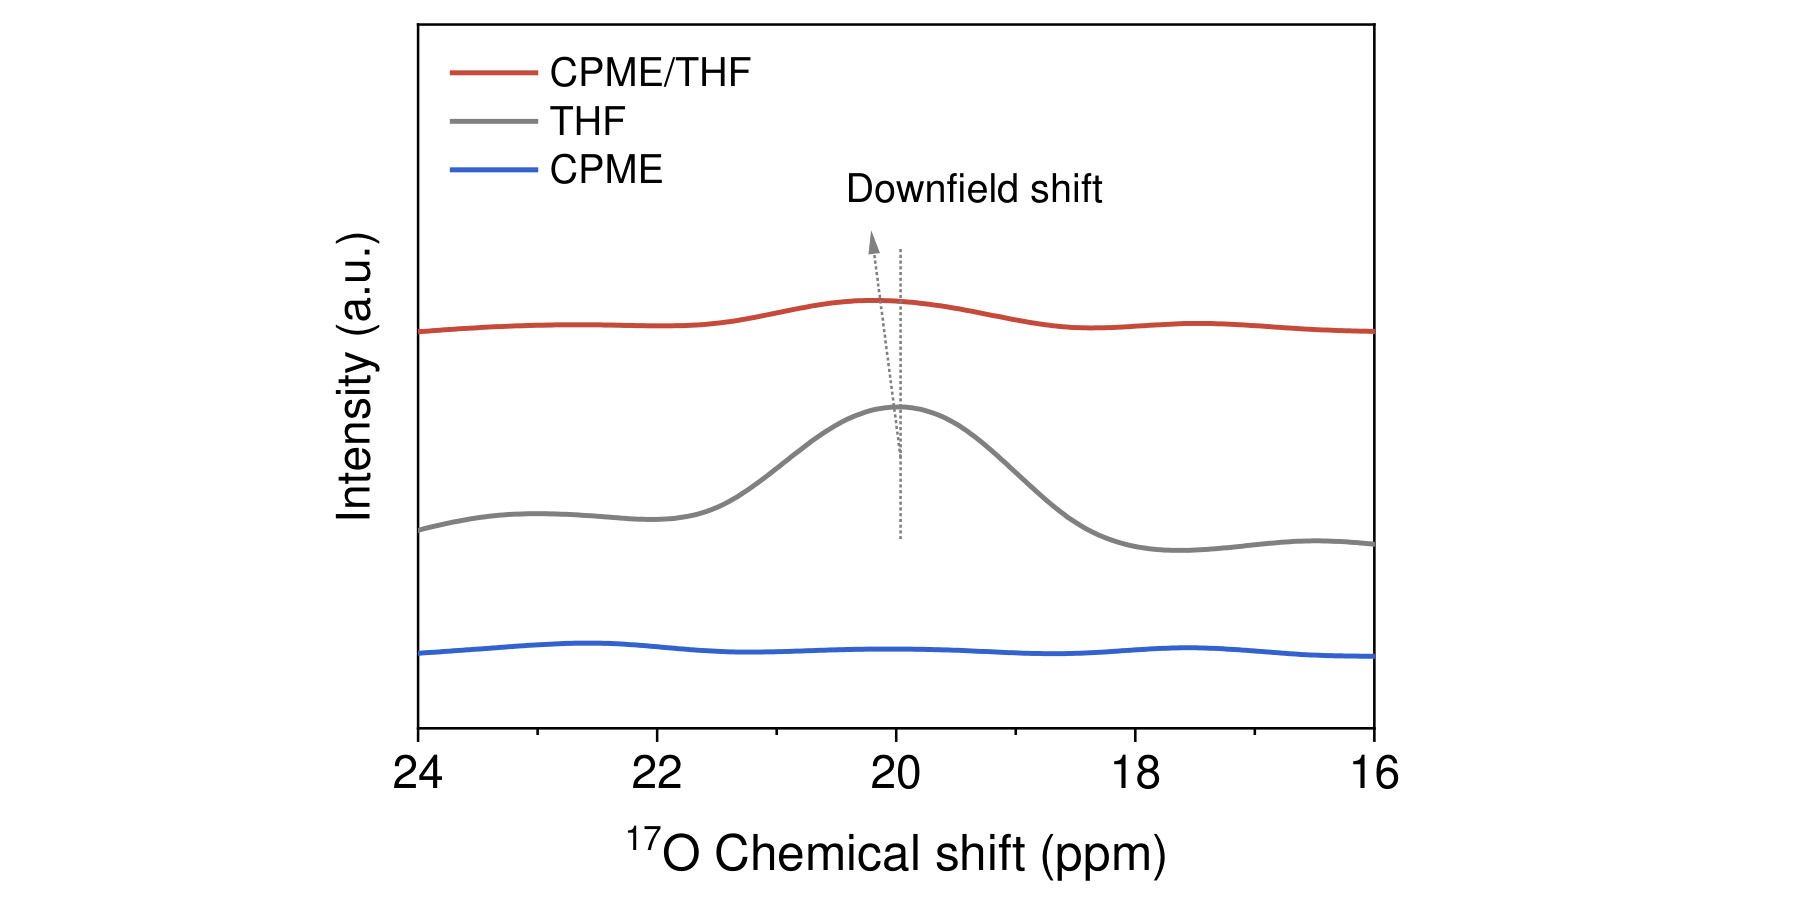 CPME/THF
THF
CPME
Downfield shift
Intensity (a.u.)
24 22 20 18 16
¹⁷O Chemical shift (ppm)